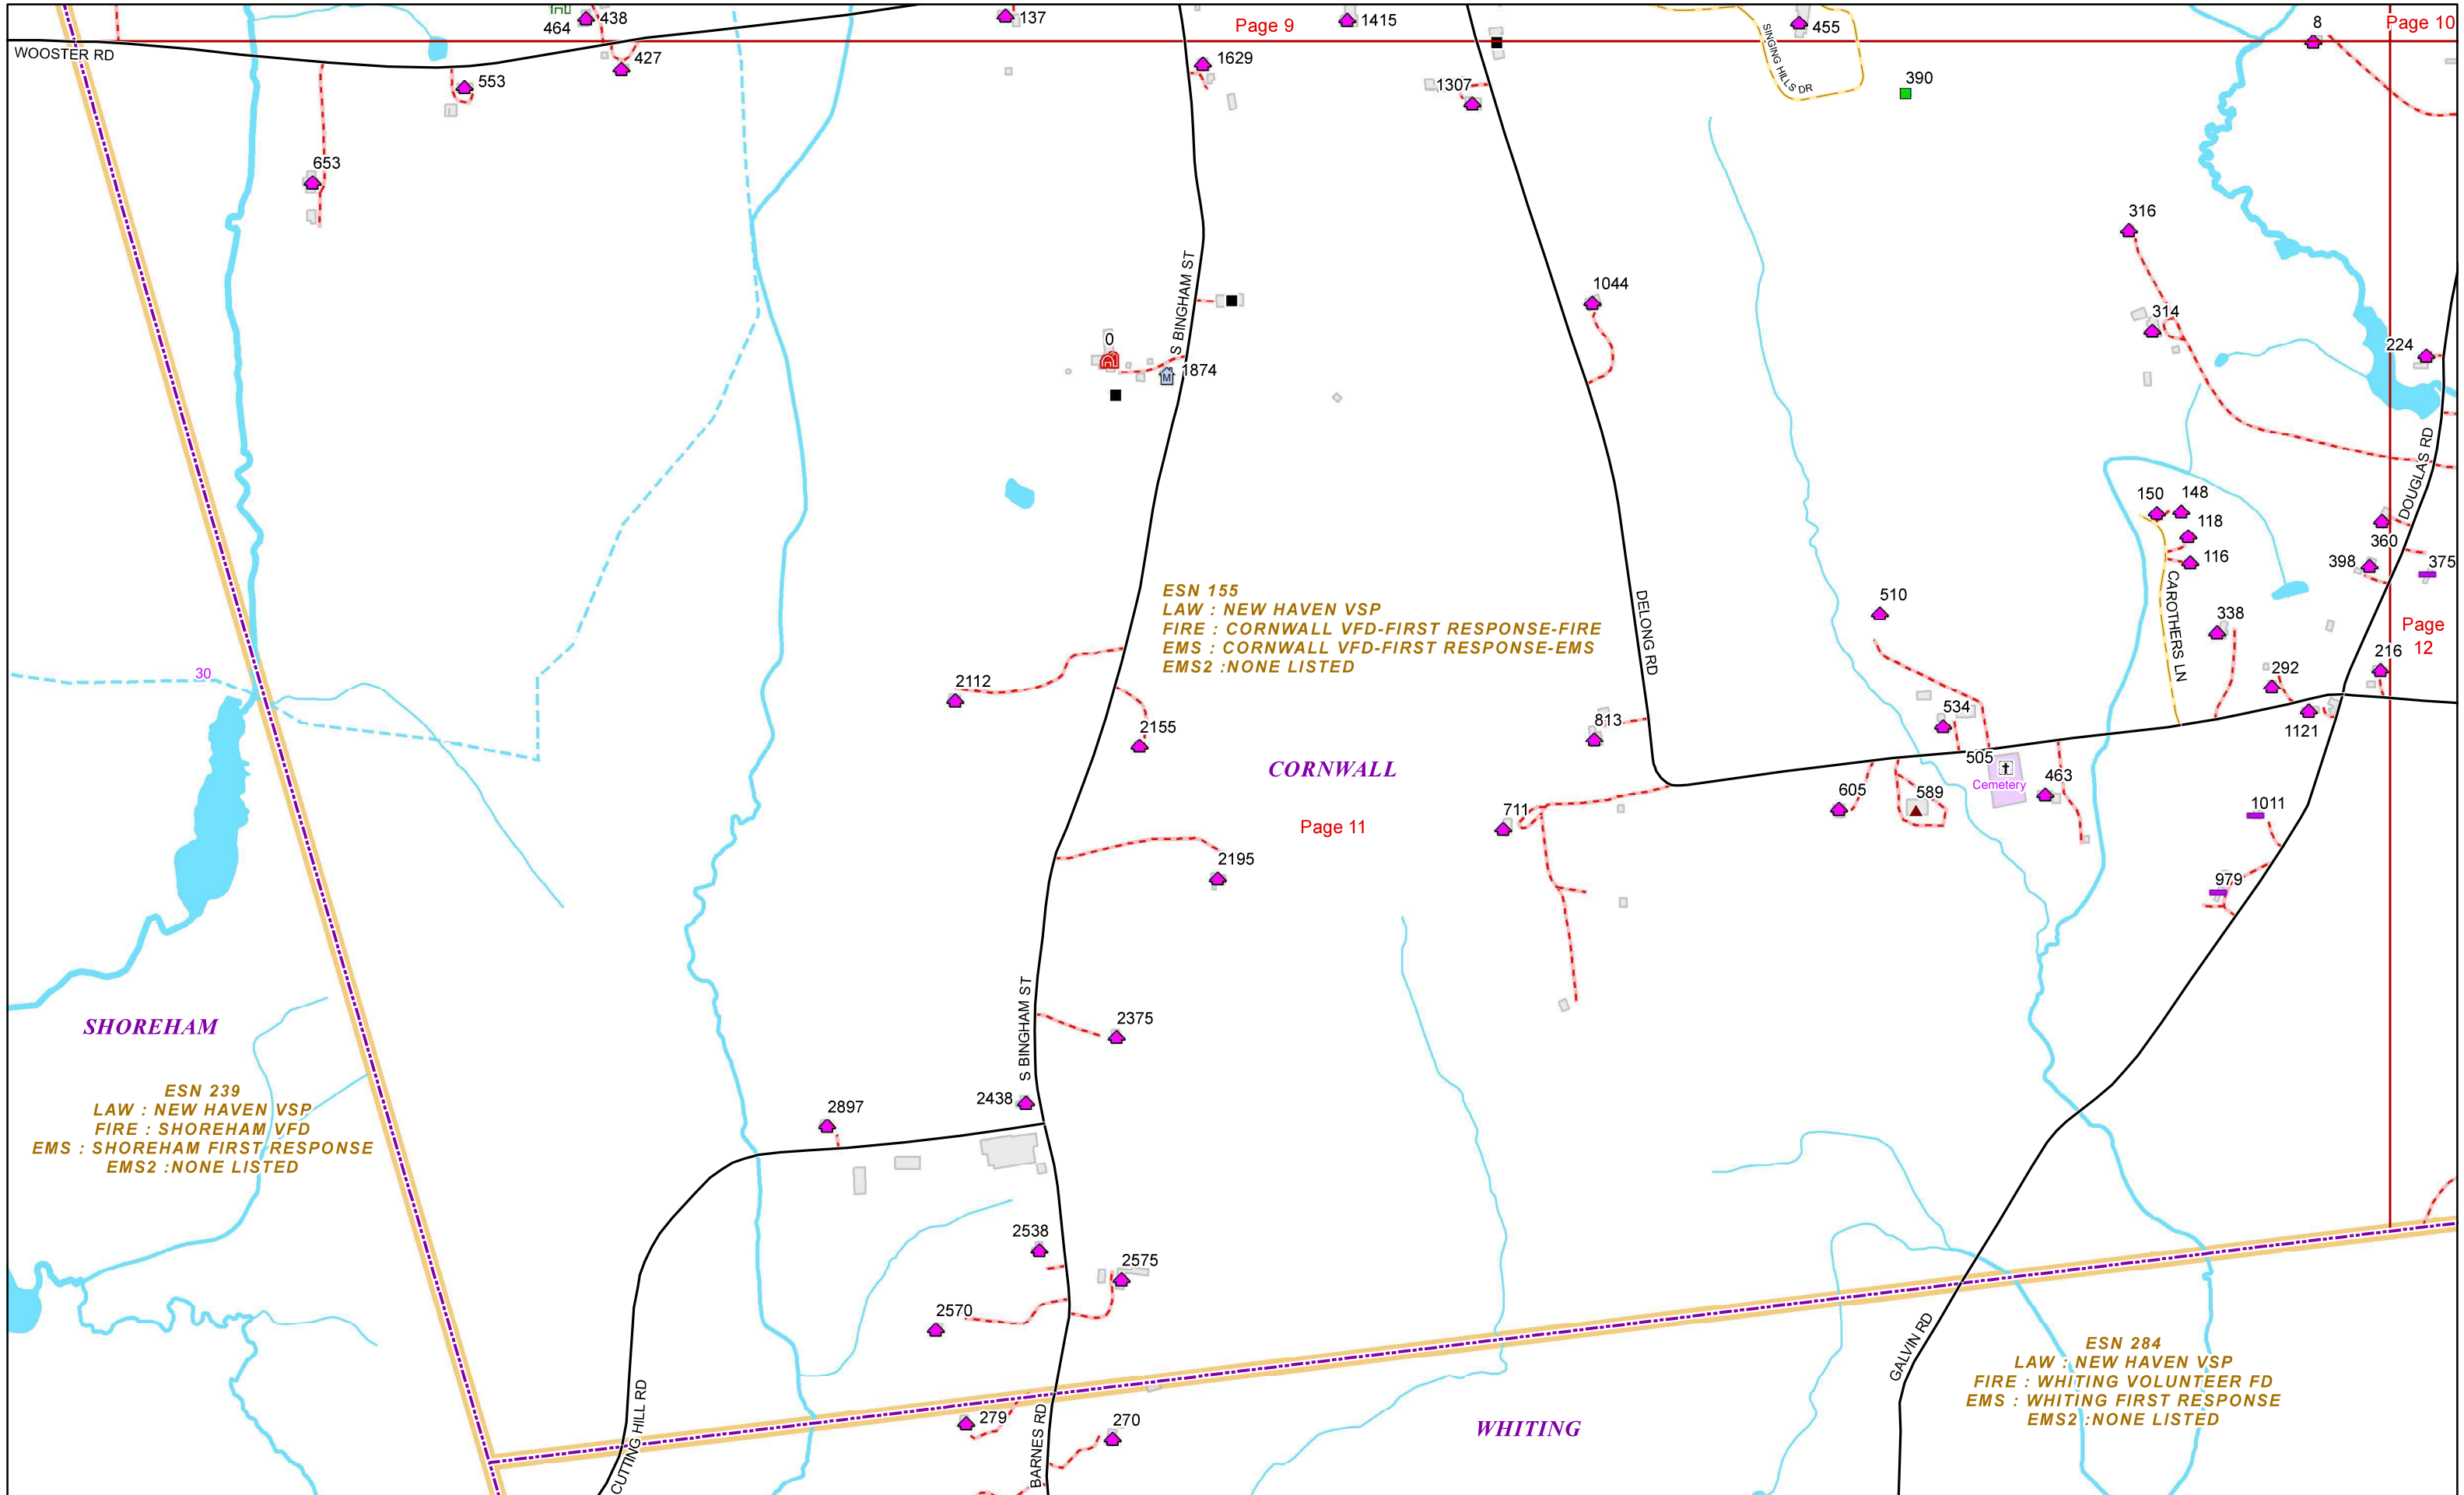 464
438
137
Page 9
1415
455
8
Page 10
WOOSTER RD
427
1629
SINGING HILLS DR
553
1307
390
653
316
S BINGHAM ST
1044
314
0
224
1874
M
DOUGLAS RD
150
148
118
360
116
398
375
ESN 155
LAW : NEW HAVEN VSP
FIRE : CORNWALL VFD-FIRST RESPONSE-FIRE
EMS : CORNWALL VFD-FIRST RESPONSE-EMS
EMS2 :NONE LISTED
DELONG RD
510
CAROTHERS LN
338
Page
12
216
30
2112
292
534
813
2155
1121
505
CORNWALL
Cemetery
463
605
589
1011
711
Page 11
2195
979
S BINGHAM ST
SHOREHAM
2375
ESN 239
LAW : NEW HAVEN VSP
FIRE : SHOREHAM VFD
EMS : SHOREHAM FIRST RESPONSE
EMS2 :NONE LISTED
2438
2897
2538
2575
2570
GALVIN RD
ESN 284
LAW : NEW HAVEN VSP
FIRE : WHITING VOLUNTEER FD
EMS : WHITING FIRST RESPONSE
EMS2 :NONE LISTED
CUTTING HILL RD
279
BARNES RD
270
WHITING